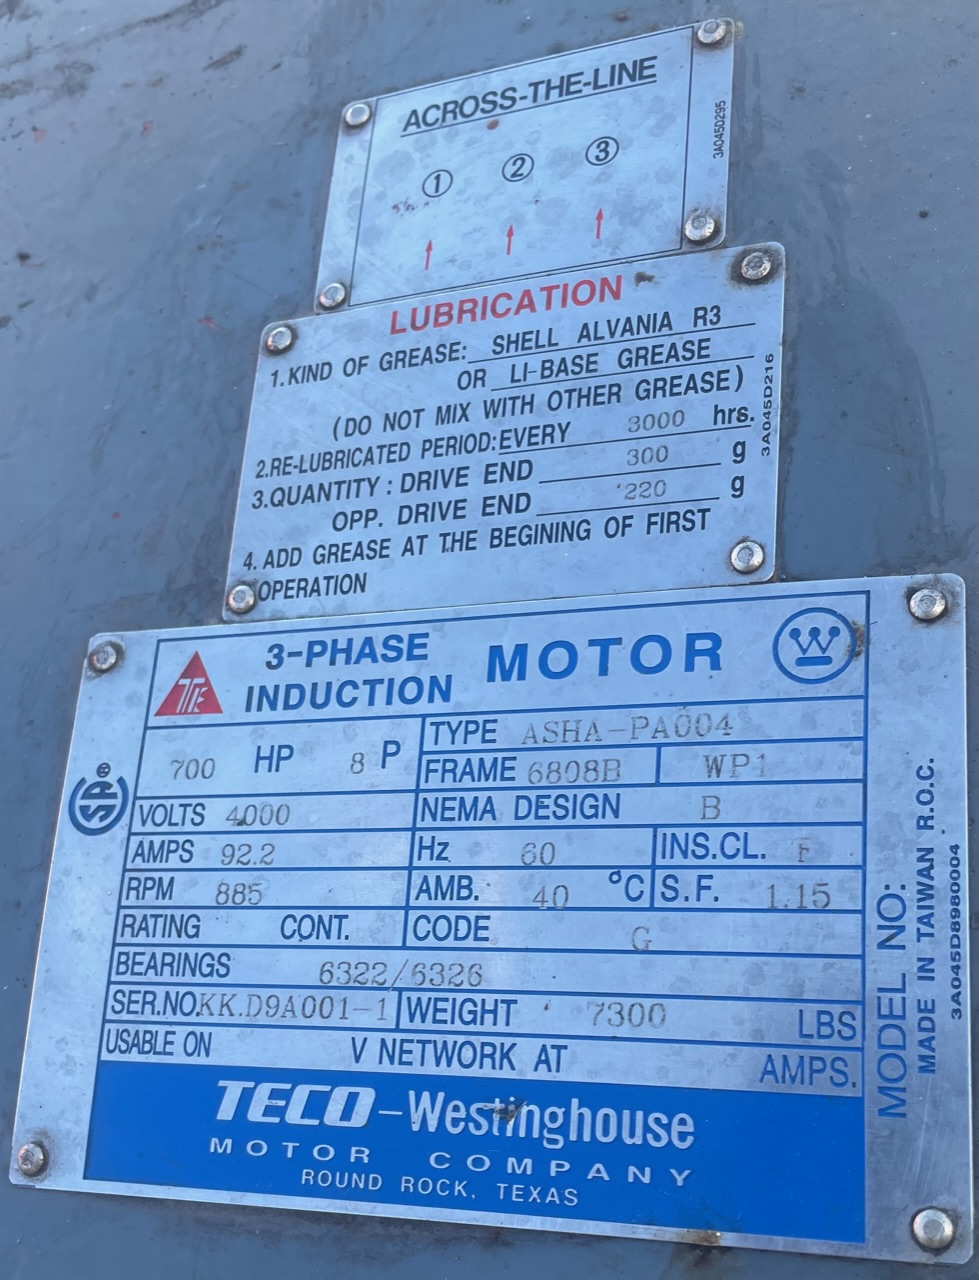 ACROSS-THE-LINE
① ② ③
3A045D295
LUBRICATION
1.KIND OF GREASE: SHELL ALVANIA R3
OR LI-BASE GREASE
(DO NOT MIX WITH OTHER GREASE)
2.RE-LUBRICATED PERIOD:EVERY 3000 hrs.
3.QUANTITY: DRIVE END 300 g
OPP. DRIVE END 220 g
4. ADD GREASE AT THE BEGINING OF FIRST
OPERATION
3A045D216
3-PHASE
INDUCTION MOTOR
700 HP 8 P
TYPE ASHA-PA004
FRAME 6808B WP1
VOLTS 4000 NEMA DESIGN B
AMPS 92.2 Hz 60 INS.CL. F
RPM 885 AMB. 40 °C S.F. 1.15
RATING CONT. CODE G
BEARINGS 6322/6326
SER.NO.KK.D9A001-1 WEIGHT 7300 LBS
USABLE ON V NETWORK AT AMPS.
TECO-Westinghouse
MOTOR COMPANY
ROUND ROCK, TEXAS
MODEL NO:
MADE IN TAIWAN R.O.C.
3A045D8980004